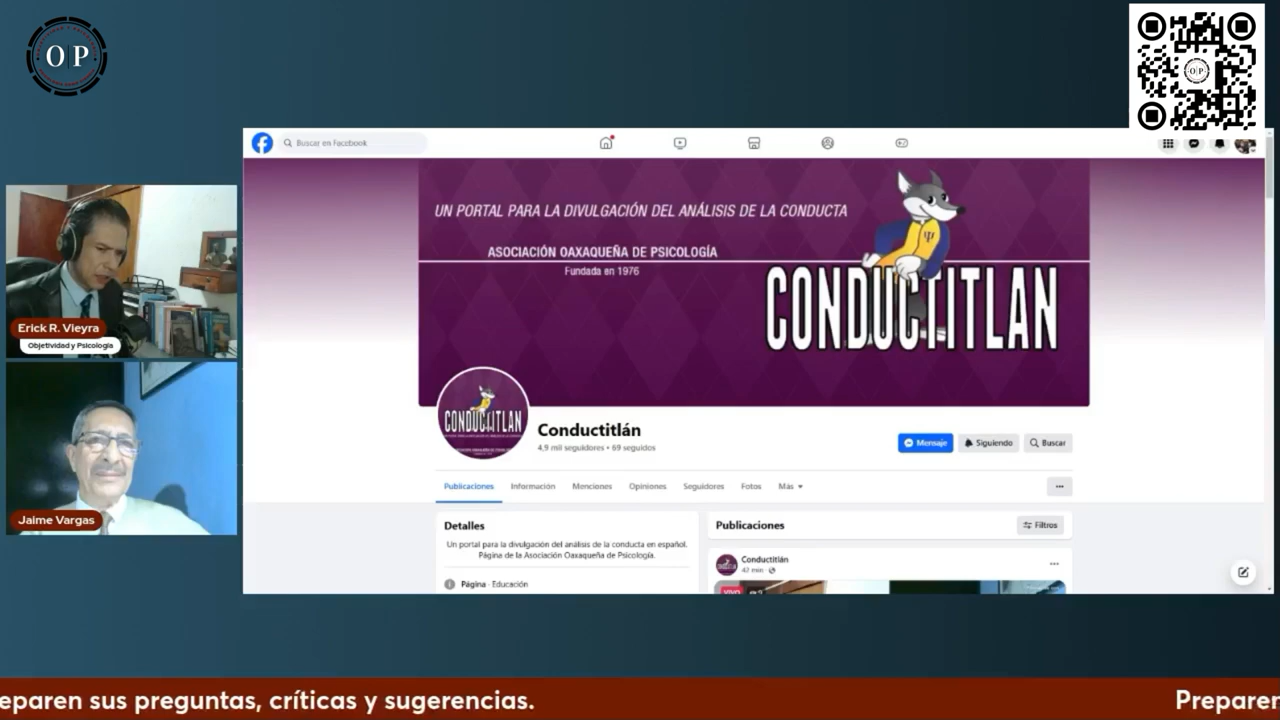 O|P
Buscar en Facebook
UN PORTAL PARA LA DIVULGACIÓN DEL ANÁLISIS DE LA CONDUCTA
ASOCIACIÓN OAXAQUEÑA DE PSICOLOGÍA
Fundada en 1976
CONDUCTITLAN
CONDUCTITLAN
Conductitlán
4,9 mil seguidores • 69 seguidos
Mensaje
Siguiendo
Buscar
Publicaciones
Información
Menciones
Opiniones
Seguidores
Fotos
Más
Detalles
Un portal para la divulgación del análisis de la conducta en español.
Página de la Asociación Oaxaqueña de Psicología.
Página · Educación
Publicaciones
Filtros
Conductitlán
47 min
Erick R. Vieyra
Objetividad y Psicología
Jaime Vargas
eparen sus preguntas, críticas y sugerencias.
Preparen